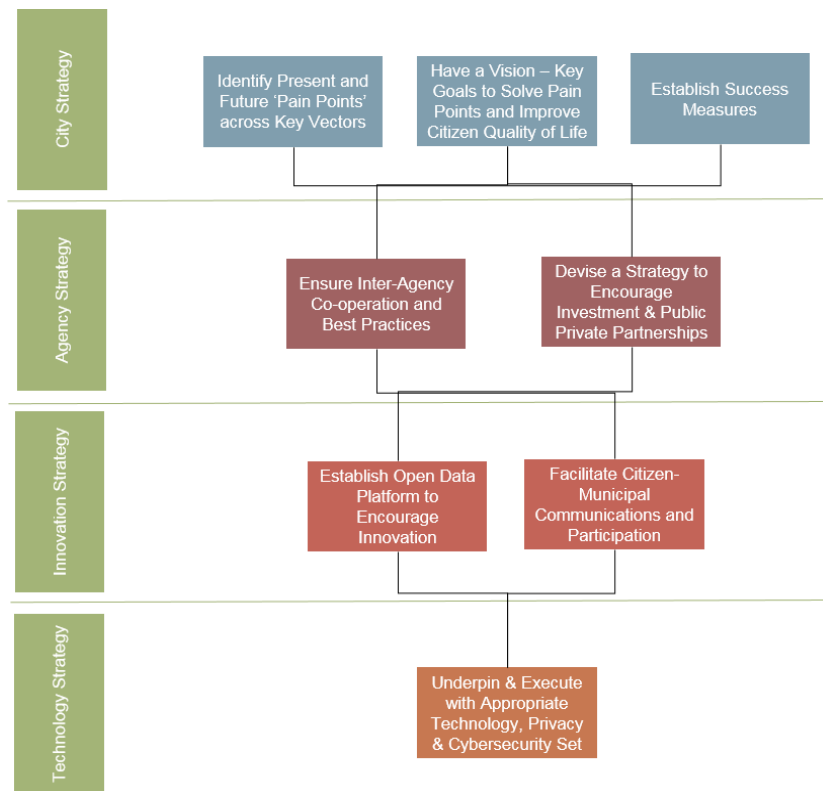 City Strategy
Identify Present and
Future ‘Pain Points’
across Key Vectors
Have a Vision – Key
Goals to Solve Pain
Points and Improve
Citizen Quality of Life
Establish Success
Measures
Agency Strategy
Ensure Inter-Agency
Co-operation and
Best Practices
Devise a Strategy to
Encourage
Investment & Public
Private Partnerships
Innovation Strategy
Establish Open Data
Platform to
Encourage
Innovation
Facilitate Citizen-
Municipal
Communications and
Participation
Technology Strategy
Underpin & Execute
with Appropriate
Technology, Privacy
& Cybersecurity Set